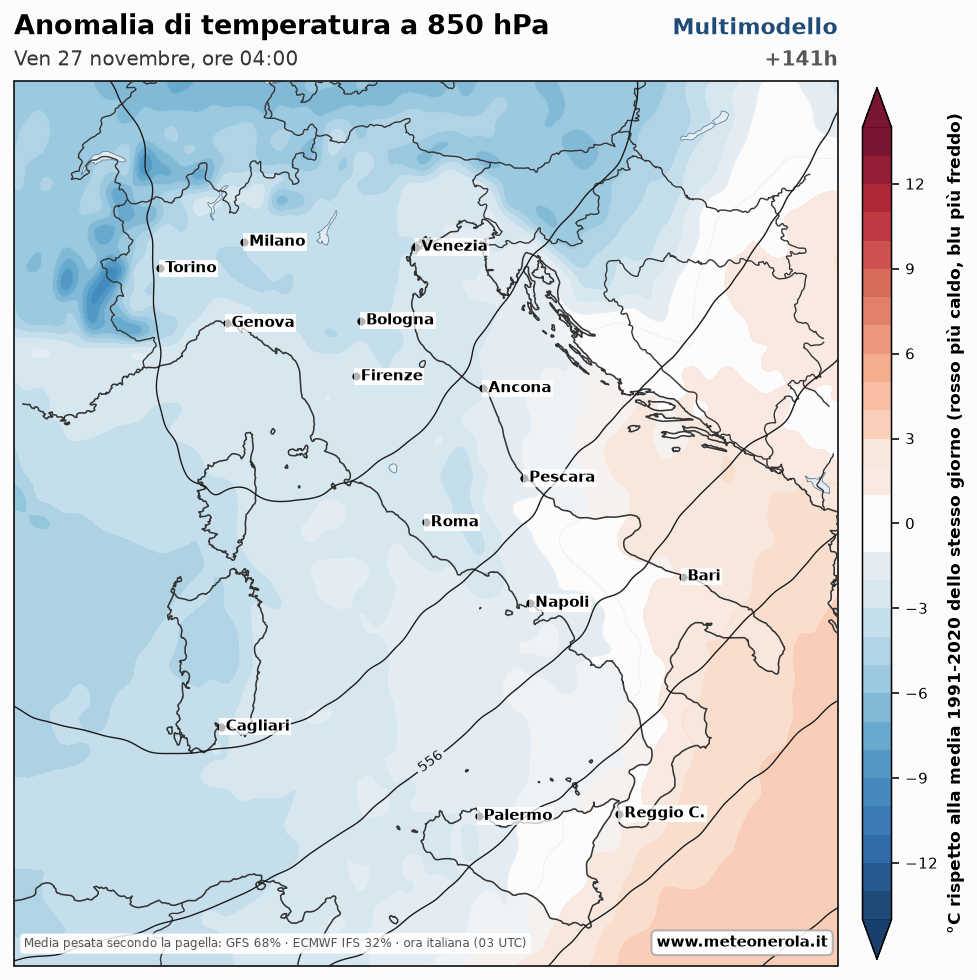 Anomalia di temperatura a 850 hPa
Multimodello
Ven 27 novembre, ore 04:00
+141h
Milano
Venezia
Torino
Genova
Bologna
Firenze
Ancona
Pescara
Roma
Bari
Napoli
Cagliari
556
Palermo
Reggio C.
12
9
6
3
0
−3
−6
−9
−12
°C rispetto alla media 1991-2020 dello stesso giorno (rosso più caldo, blu più freddo)
Media pesata secondo la pagella: GFS 68% · ECMWF IFS 32% · ora italiana (03 UTC)
www.meteonerola.it